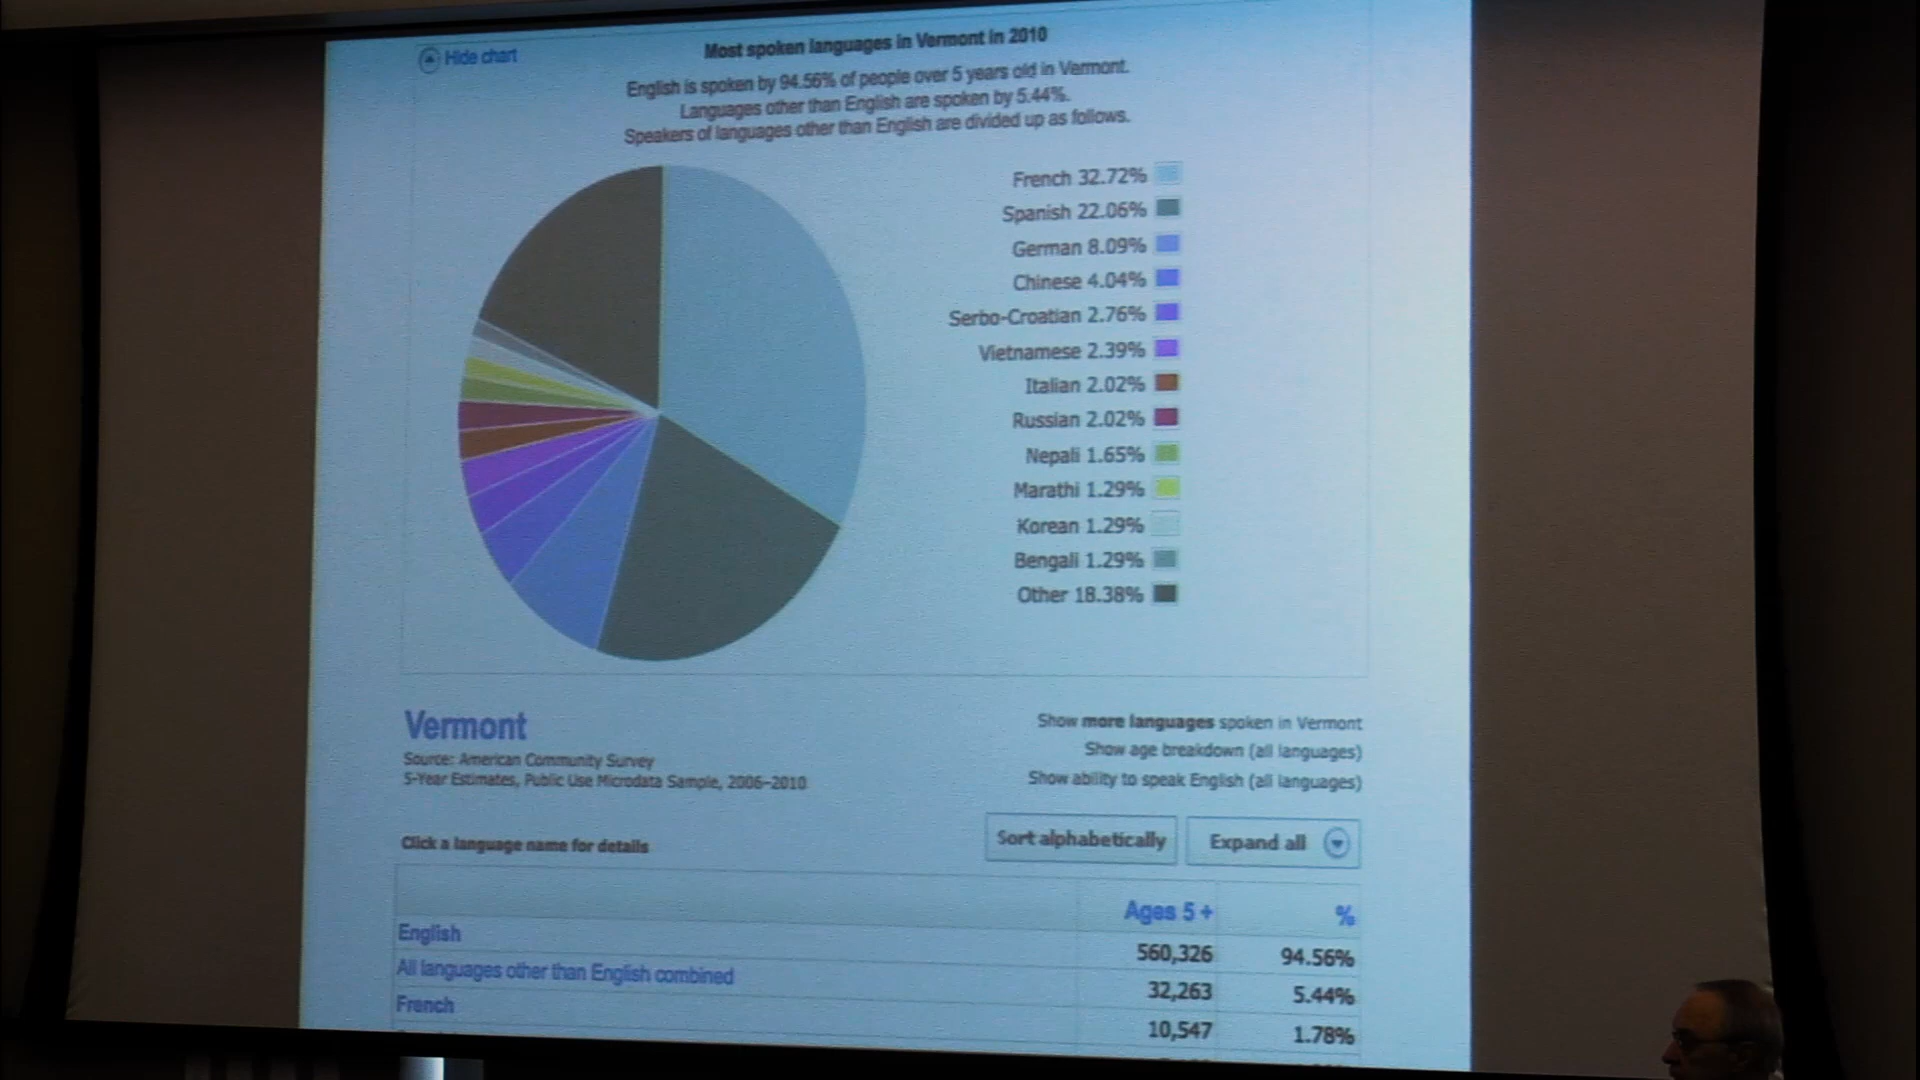 Hide chart
Most spoken languages in Vermont in 2010
English is spoken by 94.56% of people over 5 years old in Vermont.
Languages other than English are spoken by 5.44%.
Speakers of languages other than English are divided up as follows.
French 32.72%
Spanish 22.06%
German 8.09%
Chinese 4.04%
Serbo-Croatian 2.76%
Vietnamese 2.39%
Italian 2.02%
Russian 2.02%
Nepali 1.65%
Marathi 1.29%
Korean 1.29%
Bengali 1.29%
Other 18.38%
Vermont
Source: American Community Survey
5-Year Estimates, Public Use Microdata Sample, 2006–2010
Show more languages spoken in Vermont
Show age breakdown (all languages)
Show ability to speak English (all languages)
Click a language name for details
Sort alphabetically
Expand all
Ages 5 + %
English 560,326 94.56%
All languages other than English combined 32,263 5.44%
French 10,547 1.78%